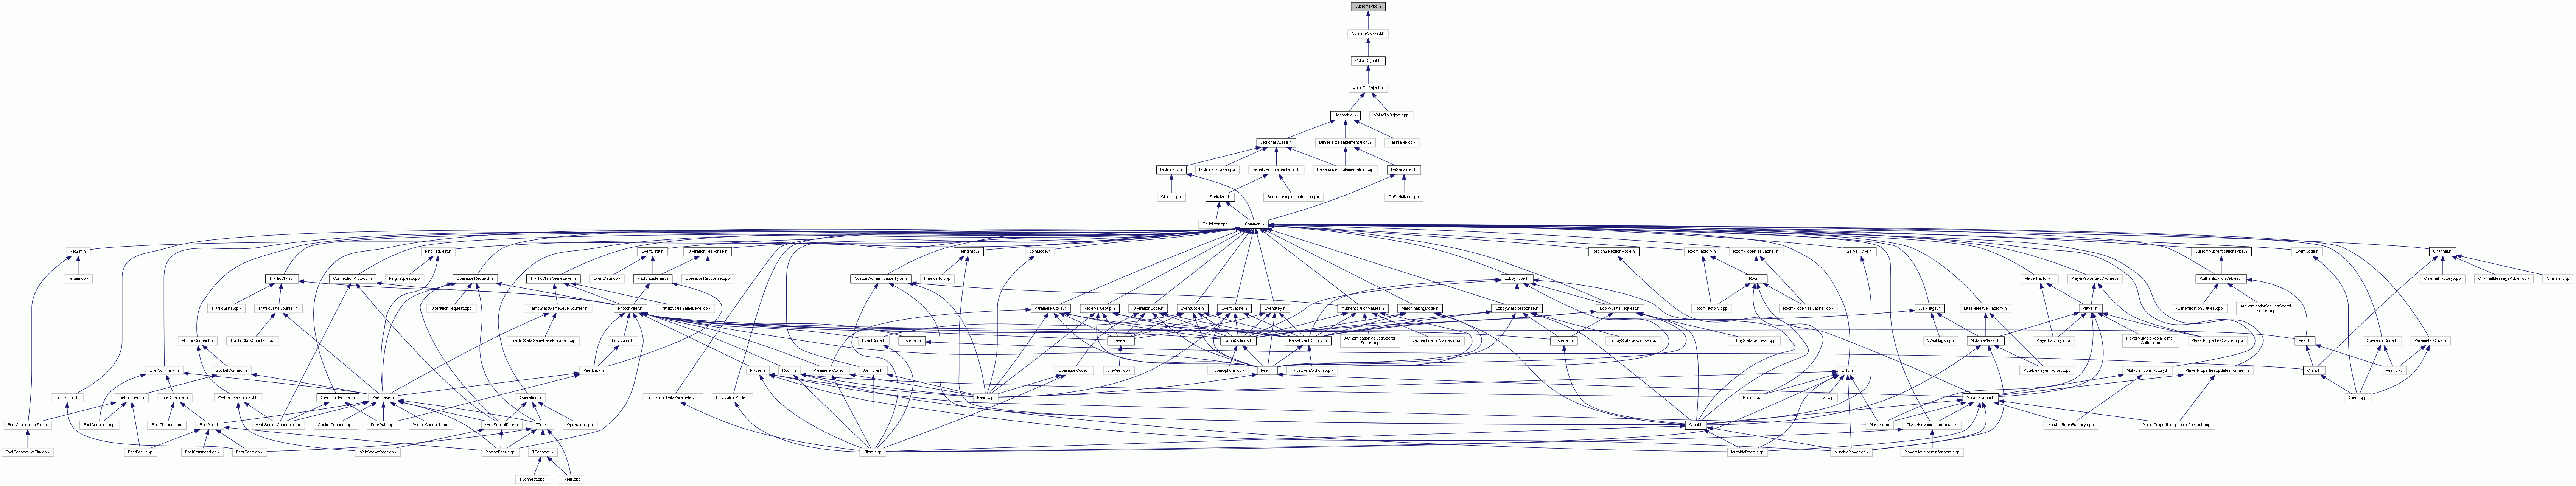 CustomType.h
ConfirmAllowed.h
ValueObject.h
ValueToObject.h
Hashtable.h
ValueToObject.cpp
DictionaryBase.h
DeSerializerImplementation.h
Hashtable.cpp
Dictionary.h
DictionaryBase.cpp
SerializerImplementation.h
DeSerializerImplementation.cpp
DeSerializer.h
Object.cpp
Serializer.h
SerializerImplementation.cpp
DeSerializer.cpp
Serializer.cpp
Common.h
NetSim.h
PingRequest.h
EventData.h
OperationResponse.h
FriendInfo.h
JoinMode.h
RegionSelectionMode.h
RoomFactory.h
RoomPropertiesCacher.h
ServerType.h
CustomAuthenticationType.h
EventCode.h
Channel.h
NetSim.cpp
TrafficStats.h
ConnectionProtocol.h
PingRequest.cpp
OperationRequest.h
TrafficStatsGameLevel.h
EventData.cpp
PhotonListener.h
OperationResponse.cpp
CustomAuthenticationType.h
FriendInfo.cpp
LobbyType.h
Room.h
PlayerFactory.h
PlayerPropertiesCacher.h
AuthenticationValues.h
ChannelFactory.cpp
ChannelMessageAdder.cpp
Channel.cpp
TrafficStats.cpp
TrafficStatsCounter.h
OperationRequest.cpp
TrafficStatsGameLevelCounter.h
PhotonPeer.h
TrafficStatsGameLevel.cpp
ParameterCode.h
ReceiverGroup.h
OperationCode.h
EventCode.h
EventCache.h
EventKey.h
AuthenticationValues.h
MatchmakingMode.h
LobbyStatsResponse.h
LobbyStatsRequest.h
RoomFactory.cpp
RoomPropertiesCacher.cpp
WebFlags.h
MutablePlayerFactory.h
Player.h
AuthenticationValues.cpp
AuthenticationValuesSecret
Setter.cpp
PhotonConnect.h
TrafficStatsCounter.cpp
TrafficStatsGameLevelCounter.cpp
Encryptor.h
EventCode.h
Listener.h
LitePeer.h
RoomOptions.h
RaiseEventOptions.h
AuthenticationValuesSecret
Setter.cpp
AuthenticationValues.cpp
Listener.h
LobbyStatsResponse.cpp
LobbyStatsRequest.cpp
WebFlags.cpp
MutablePlayer.h
PlayerFactory.cpp
PlayerMutableRoomPointer
Setter.cpp
PlayerPropertiesCacher.cpp
Peer.h
OperationCode.h
ParameterCode.h
EnetCommand.h
SocketConnect.h
PeerData.h
Player.h
Room.h
ParameterCode.h
JoinType.h
OperationCode.h
LitePeer.cpp
RoomOptions.cpp
Peer.h
RaiseEventOptions.cpp
Utils.h
MutablePlayerFactory.cpp
MutableRoomFactory.h
PlayerPropertiesUpdateInformant.h
Client.h
Peer.cpp
Encryption.h
EnetConnect.h
EnetChannel.h
WebSocketConnect.h
ClientListIdentifier.h
PeerBase.h
Operation.h
EncryptionDataParameters.h
EncryptionMode.h
Peer.cpp
Room.cpp
Utils.cpp
MutableRoom.h
Client.cpp
EnetConnectNetSim.h
EnetConnect.cpp
EnetChannel.cpp
EnetPeer.h
WebSocketConnect.cpp
SocketConnect.cpp
PeerData.cpp
PhotonConnect.cpp
WebSocketPeer.h
TPeer.h
Operation.cpp
Client.h
Player.cpp
PlayerMovementInformant.h
MutableRoomFactory.cpp
PlayerPropertiesUpdateInformant.cpp
EnetConnectNetSim.cpp
EnetPeer.cpp
EnetCommand.cpp
PeerBase.cpp
WebSocketPeer.cpp
PhotonPeer.cpp
TConnect.h
Client.cpp
MutableRoom.cpp
MutablePlayer.cpp
PlayerMovementInformant.cpp
TConnect.cpp
TPeer.cpp